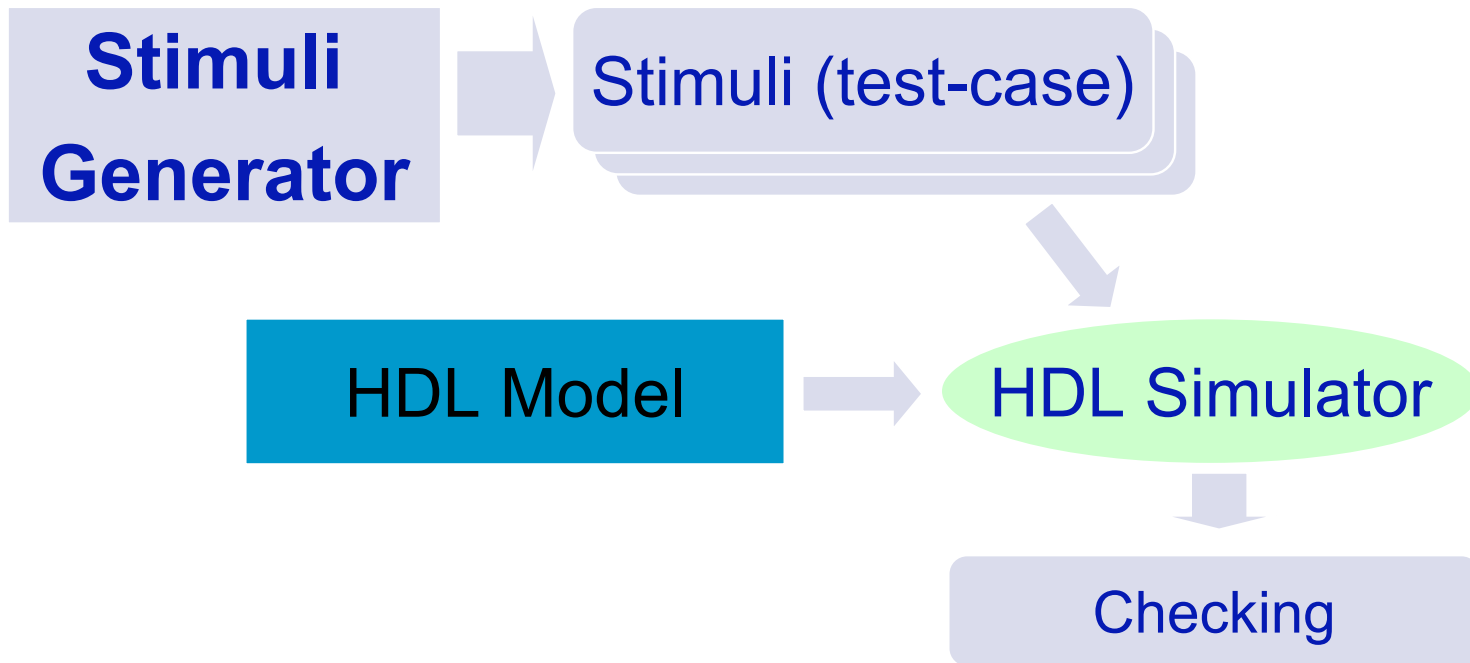 Stimuli
Generator
Stimuli (test-case)
HDL Model
HDL Simulator
Checking